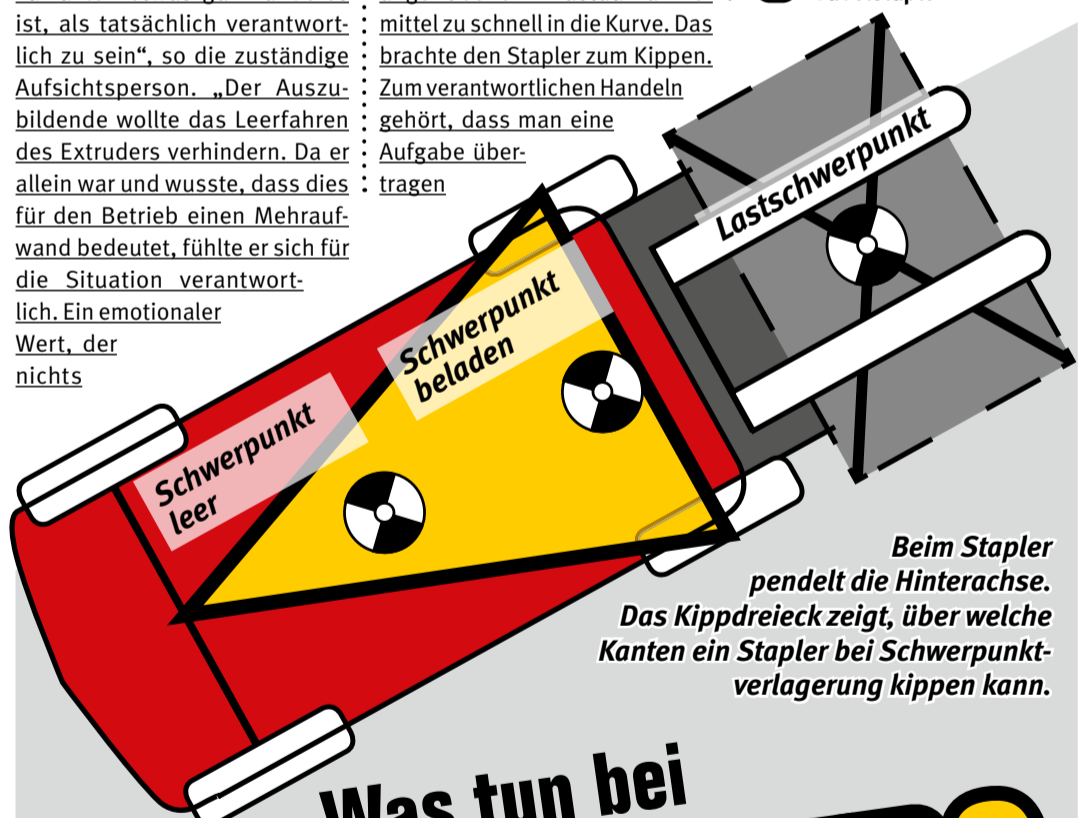 ist, als tatsächlich verantwort-
lich zu sein“, so die zuständige
Aufsichtsperson. „Der Auszu-
bildende wollte das Leerfahren
des Extruders verhindern. Da er
allein war und wusste, dass dies
für den Betrieb einen Mehrauf-
wand bedeutet, fühlte er sich für
die Situation verantwort-
lich. Ein emotionaler
Wert, der
nichts
mittel zu schnell in die Kurve. Das
brachte den Stapler zum Kippen.
Zum verantwortlichen Handeln
gehört, dass man eine
Aufgabe über-
tragen
Lastschwerpunkt
Schwerpunkt
beladen
Schwerpunkt
leer
Beim Stapler
pendelt die Hinterachse.
Das Kippdreieck zeigt, über welche
Kanten ein Stapler bei Schwerpunkt-
verlagerung kippen kann.
Was tun bei